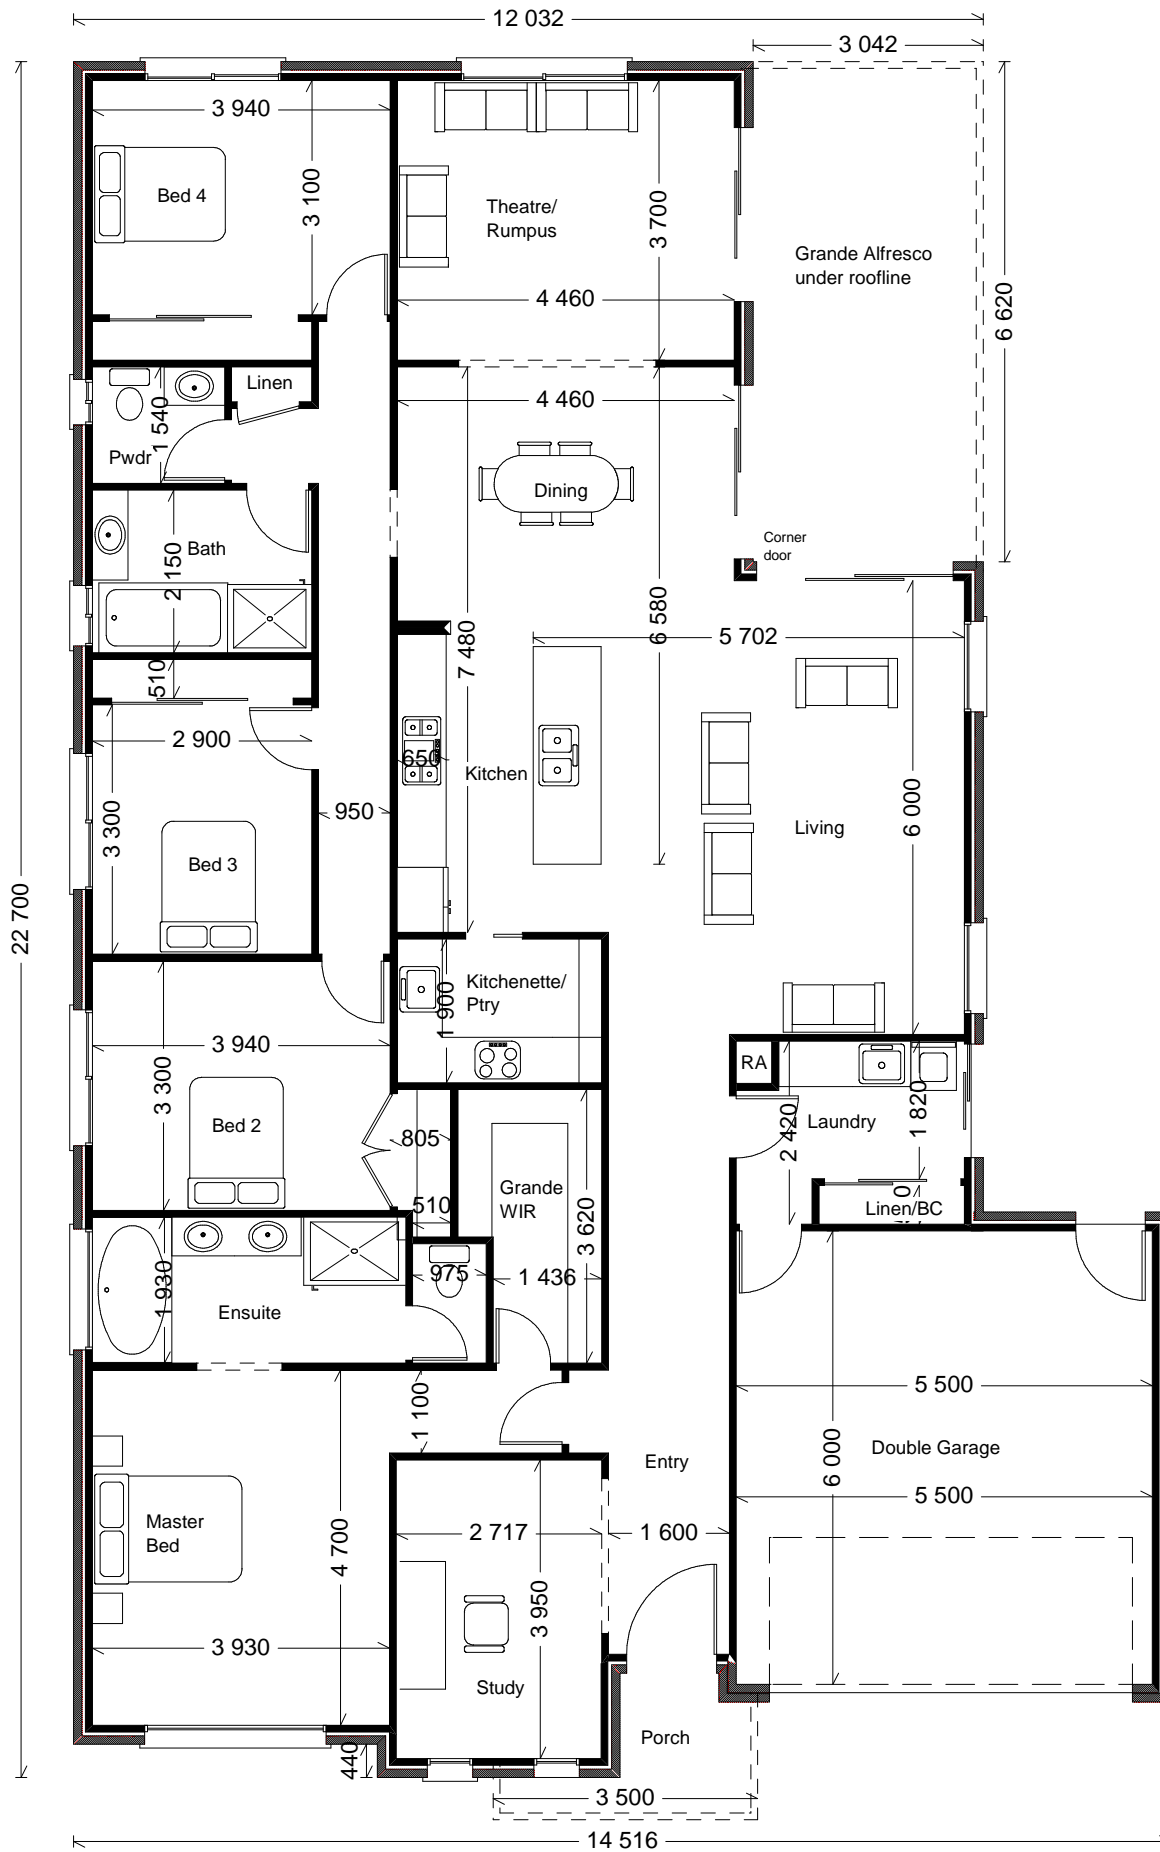 12 032
3 042
3 940
Bed 4
3 100
Theatre/
Rumpus
3 700
Grande Alfresco
under roofline
4 460
6 620
Linen
1 540
Pwdr
4 460
Dining
Bath
2 150
Corner
door
6 580
5 702
7 480
510
2 900
650
Kitchen
950
3 300
Living
6 000
Bed 3
22 700
Kitchenette/
Ptry
1 900
3 940
3 300
RA
Bed 2
805
Laundry
2 420
1 820
Grande
WIR
510
0
Linen/BC
3 620
975
1 436
1 930
Ensuite
5 500
1 100
Double Garage
6 000
Entry
5 500
Master
Bed
4 700
2 717
1 600
3 950
3 930
Study
Porch
440
3 500
14 516